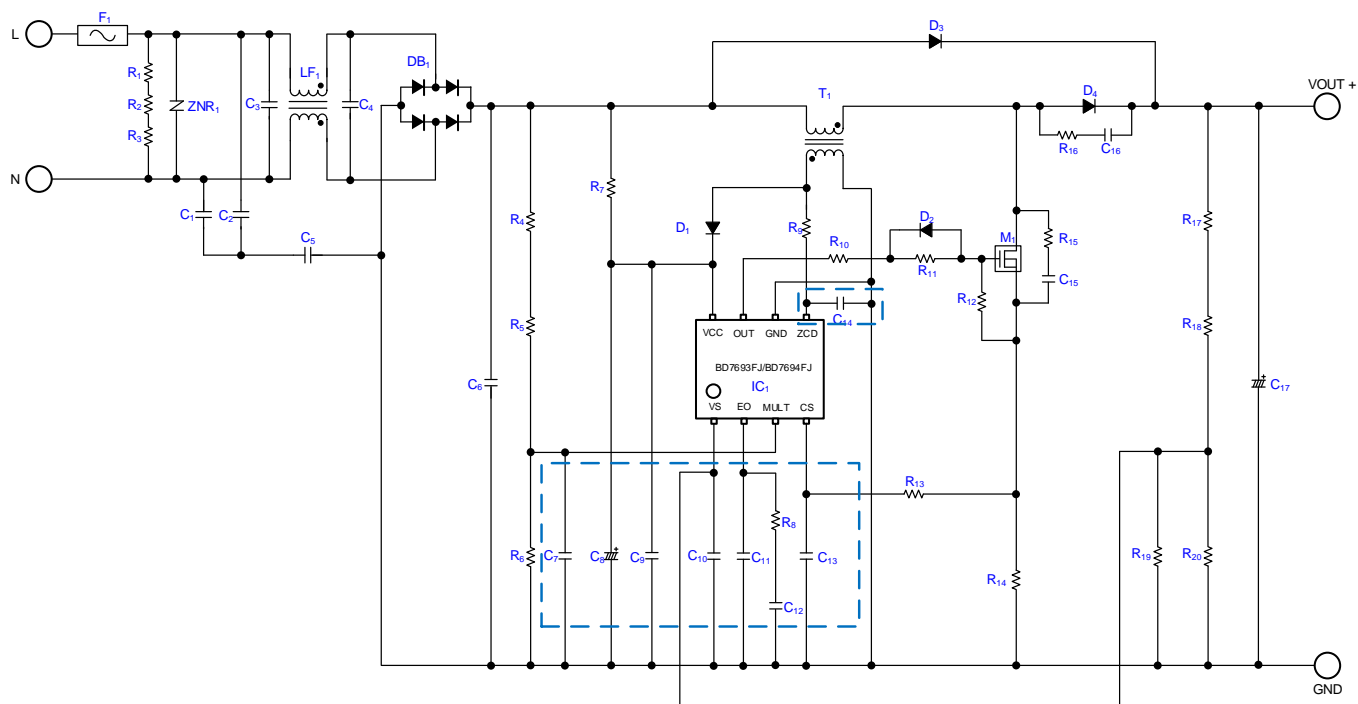 F1
L
R1
R2
R3
ZNR1
C3
LF1
C4
DB1
N
C1
C2
C5
D3
T1
D4
VOUT +
R16
C16
R7
R4
D1
R9
R10
D2
R11
M1
R15
R12
C15
R17
C14
R5
R18
VCC
OUT
GND
ZCD
BD7693FJ/BD7694FJ
IC1
VS
EO
MULT
CS
C6
C17
R13
R8
R6
C7
C8
C9
C10
C11
C13
C12
R14
R19
R20
GND